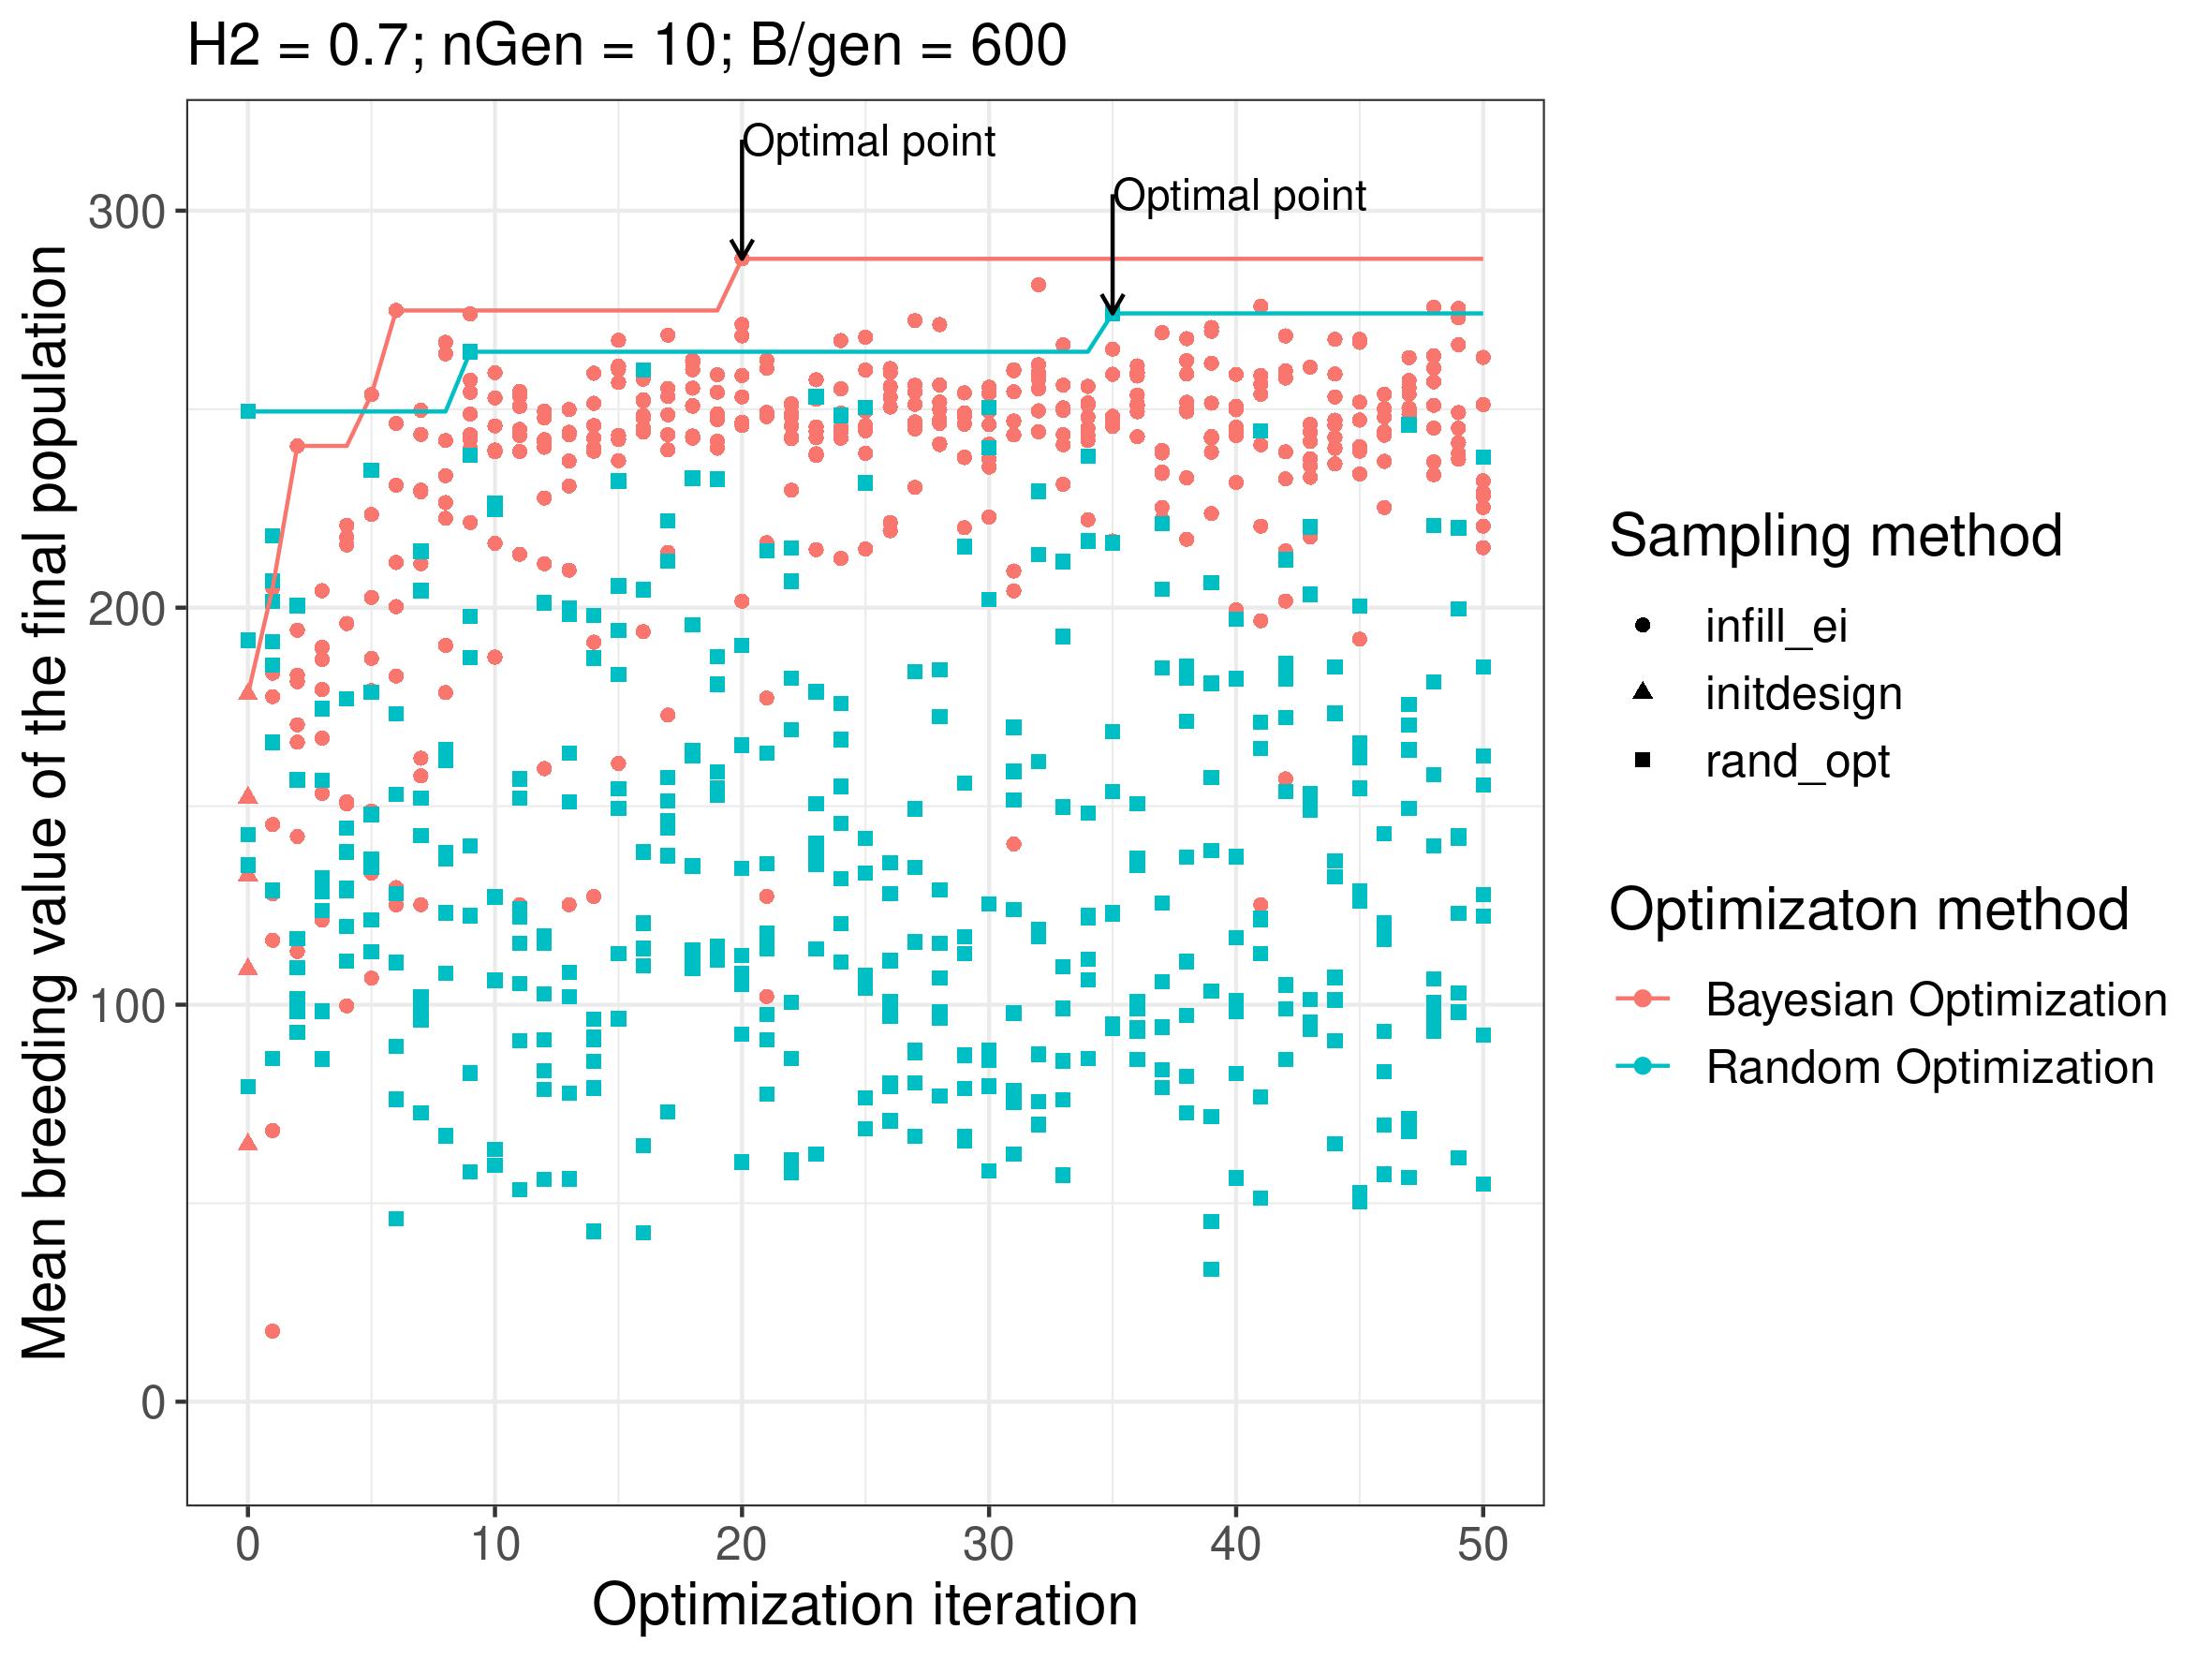 H2 = 0.7; nGen = 10; B/gen = 600
Optimal point
Optimal point
Mean breeding value of the final population
300
200
100
0
0 10 20 30 40 50
Optimization iteration
Sampling method
infill_ei
initdesign
rand_opt
Optimizaton method
Bayesian Optimization
Random Optimization